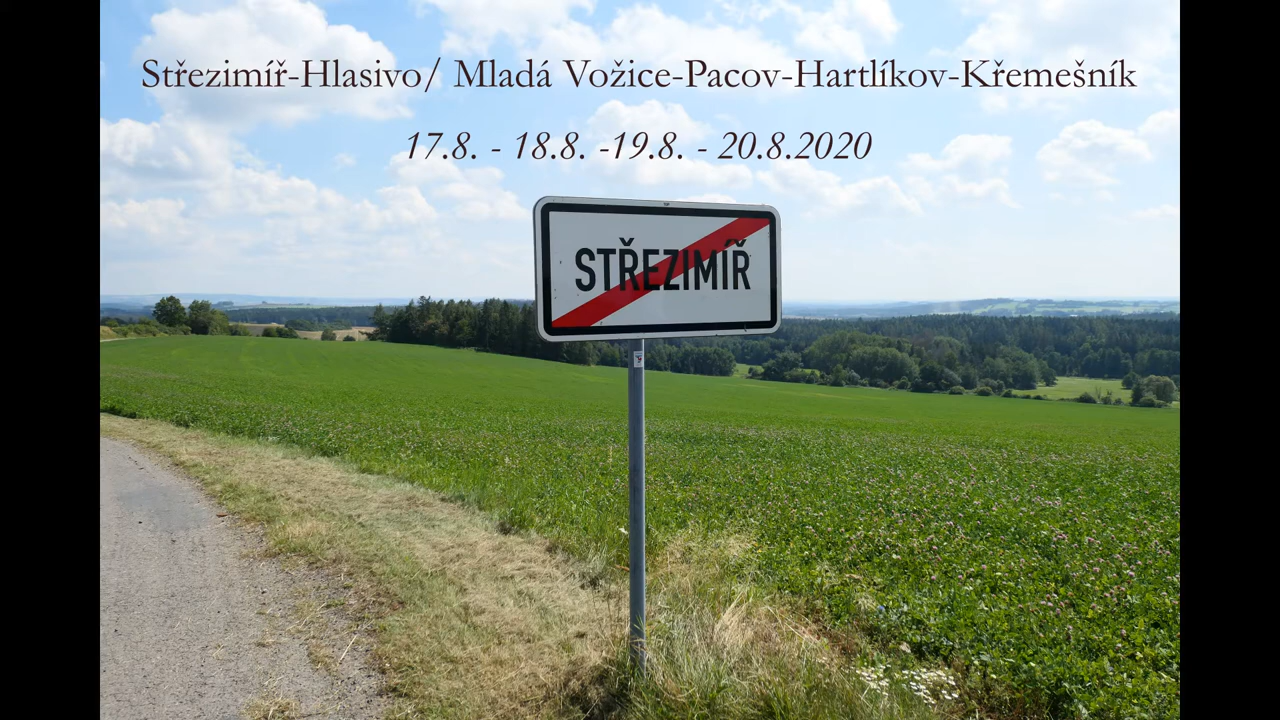 Střezimíř-Hlasivo/ Mladá Vožice-Pacov-Hartlíkov-Křemešník
17.8. - 18.8. -19.8. - 20.8.2020
STŘEZIMÍŘ